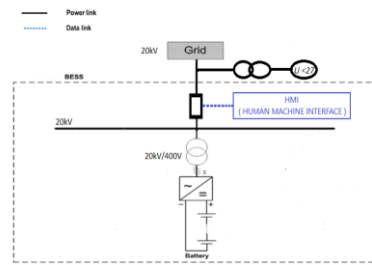 Power link
Data link
20kV
Grid
U <27
BESS
HMI
( HUMAN MACHINE INTERFACE )
20kV
20kV/400V
3
~
=
− +
Battery